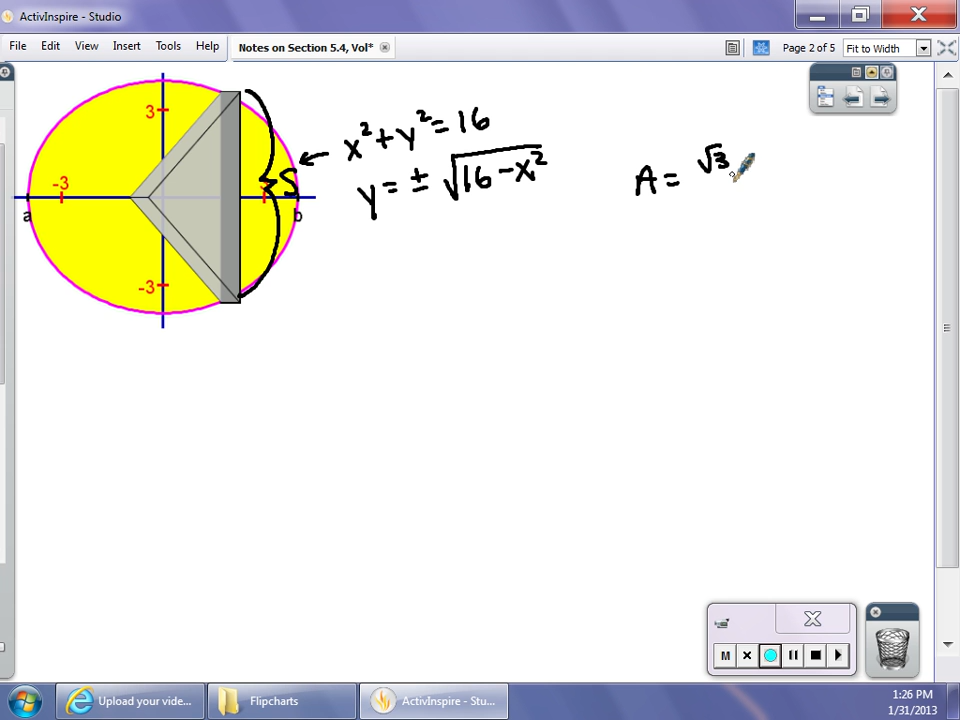 ActivInspire - Studio
File Edit View Insert Tools Help
Notes on Section 5.4, Vol*
Page 2 of 5
Fit to Width
3
-3
a
b
-3
S
x² + y² = 16
y = ± √16 - x²
A = √3
M
Upload your vide...
Flipcharts
ActivInspire - Stu...
1:26 PM
1/31/2013